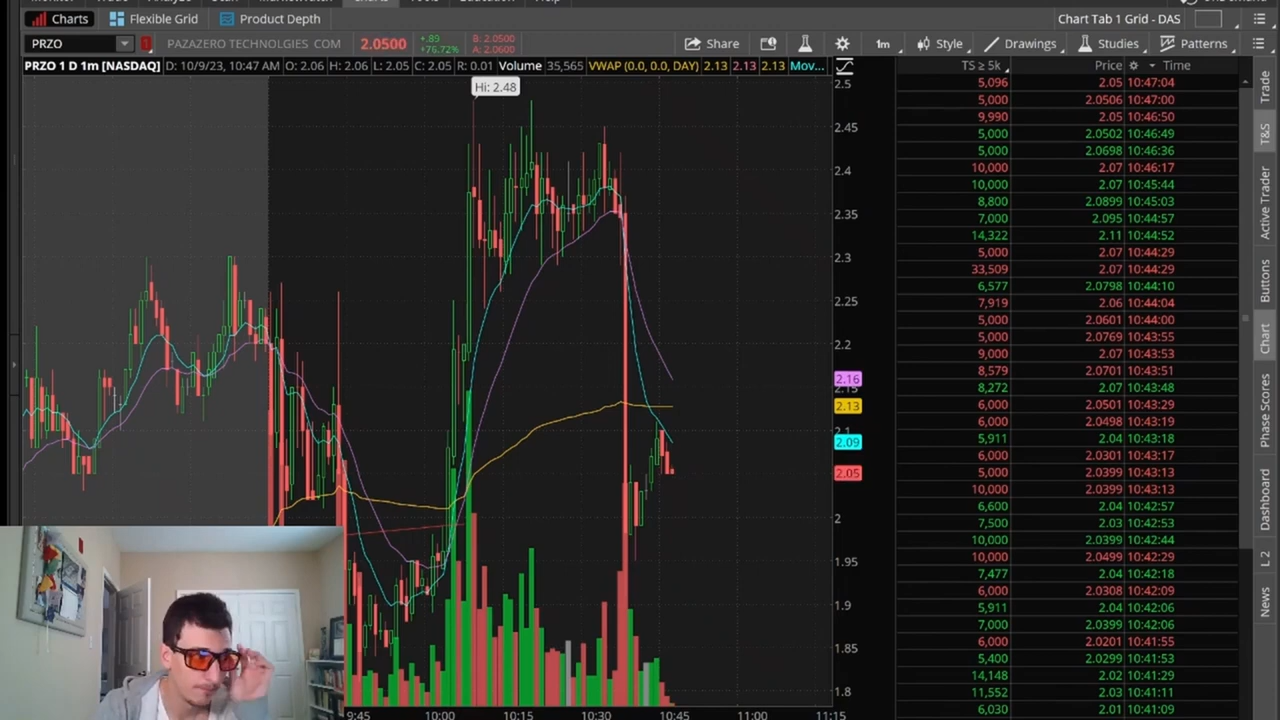 Charts Flexible Grid Product Depth Chart Tab 1 Grid - DAS
PRZO 1 PAZAZERO TECHNOLGIES COM 2.0500 +.89 +76.72% B: 2.0500 A: 2.0600 Share 1m Style Drawings Studies Patterns
PRZO 1 D 1m [NASDAQ] D: 10/9/23, 10:47 AM O: 2.06 H: 2.06 L: 2.05 C: 2.05 R: 0.01 Volume 35,565 VWAP (0.0, 0.0, DAY) 2.13 2.13 2.13 Mov...
Hi: 2.48
2.5
2.45
2.4
2.35
2.3
2.25
2.2
2.16
2.13
2.1
2.09
2.05
2
1.95
1.9
1.85
1.8
9:45 10:00 10:15 10:30 10:45 11:00 11:15
TS ≥ 5k Price Time
5,096 2.05 10:47:04
5,000 2.0506 10:47:00
9,990 2.05 10:46:50
5,000 2.0502 10:46:49
5,000 2.0698 10:46:36
10,000 2.07 10:46:17
10,000 2.07 10:45:44
8,800 2.0899 10:45:03
7,000 2.095 10:44:57
14,322 2.11 10:44:52
5,000 2.07 10:44:29
33,509 2.07 10:44:29
6,577 2.0798 10:44:10
7,919 2.06 10:44:04
5,000 2.0601 10:44:00
5,000 2.0769 10:43:55
9,000 2.07 10:43:53
8,579 2.0701 10:43:51
8,272 2.07 10:43:48
6,000 2.0501 10:43:29
6,000 2.0498 10:43:19
5,911 2.04 10:43:18
6,000 2.0301 10:43:17
5,000 2.0399 10:43:13
10,000 2.0399 10:43:13
6,600 2.04 10:42:57
7,500 2.03 10:42:53
10,000 2.0399 10:42:44
10,000 2.0499 10:42:29
7,477 2.04 10:42:18
6,000 2.0308 10:42:09
5,911 2.04 10:42:06
7,000 2.04 10:42:06
6,000 2.0201 10:41:55
5,400 2.0299 10:41:53
14,148 2.02 10:41:29
11,552 2.03 10:41:11
6,030 2.01 10:41:09
Trade
T&S
Active Trader
Buttons
Chart
Phase Scores
Dashboard
L 2
News